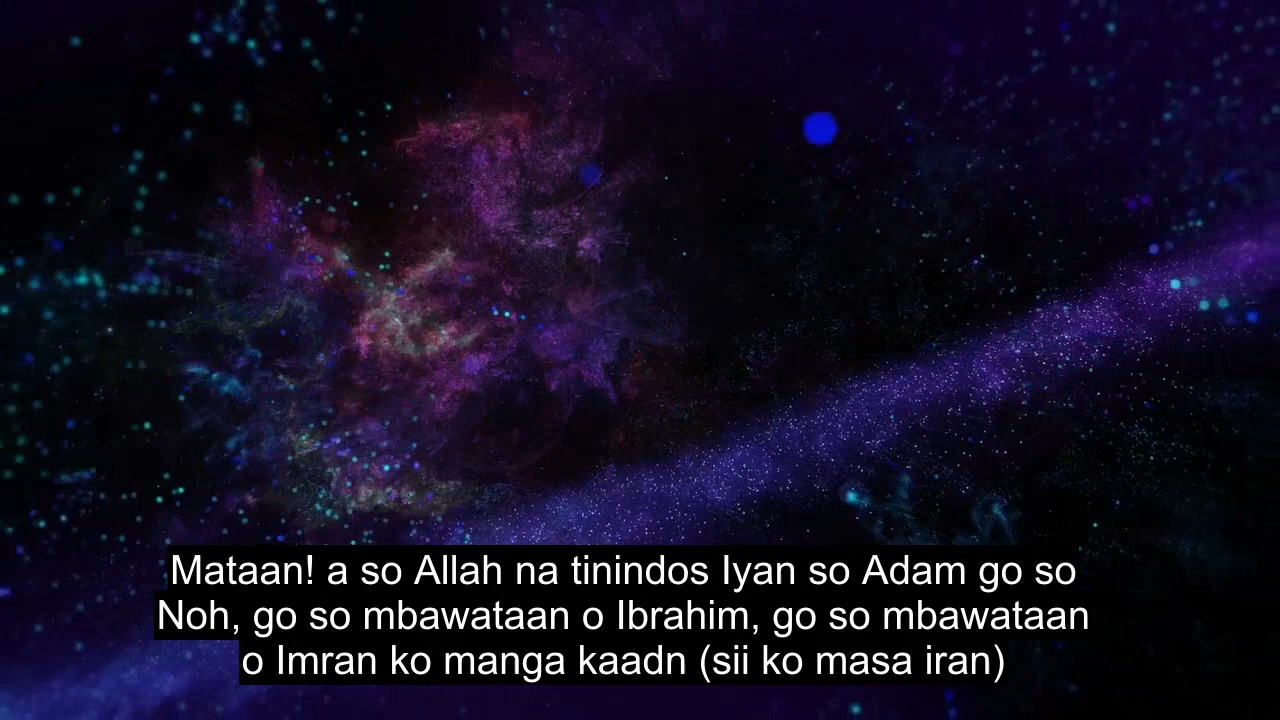 Mataan! a so Allah na tinindos Iyan so Adam go so
Noh, go so mbawataan o Ibrahim, go so mbawataan
o Imran ko manga kaadn (sii ko masa iran)